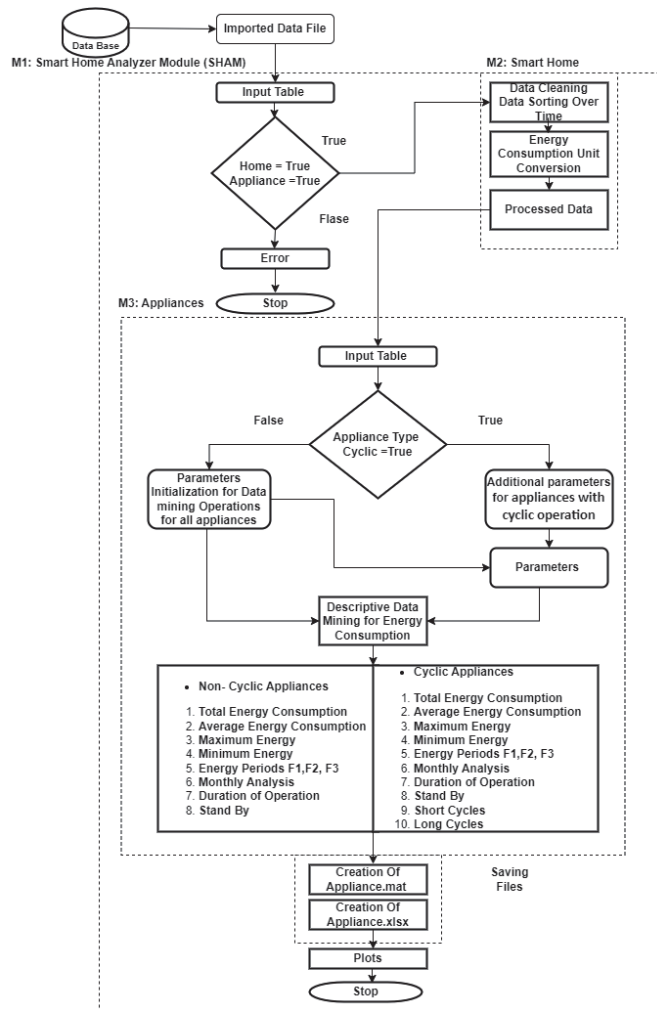 Data Base
Imported Data File
M1: Smart Home Analyzer Module (SHAM)
M2: Smart Home
Input Table
Data Cleaning
Data Sorting Over
Time
True
Home = True
Appliance =True
Energy
Consumption Unit
Conversion
Processed Data
Flase
Error
Stop
M3: Appliances
Input Table
False
True
Appliance Type
Cyclic =True
Parameters
Initialization for Data
mining Operations
for all appliances
Additional parameters
for appliances with
cyclic operation
Parameters
Descriptive Data
Mining for Energy
Consumption
• Non- Cyclic Appliances
1. Total Energy Consumption
2. Average Energy Consumption
3. Maximum Energy
4. Minimum Energy
5. Energy Periods F1,F2, F3
6. Monthly Analysis
7. Duration of Operation
8. Stand By
• Cyclic Appliances
1. Total Energy Consumption
2. Average Energy Consumption
3. Maximum Energy
4. Minimum Energy
5. Energy Periods F1,F2, F3
6. Monthly Analysis
7. Duration of Operation
8. Stand By
9. Short Cycles
10. Long Cycles
Creation Of
Appliance.mat
Saving
Files
Creation Of
Appliance.xlsx
Plots
Stop